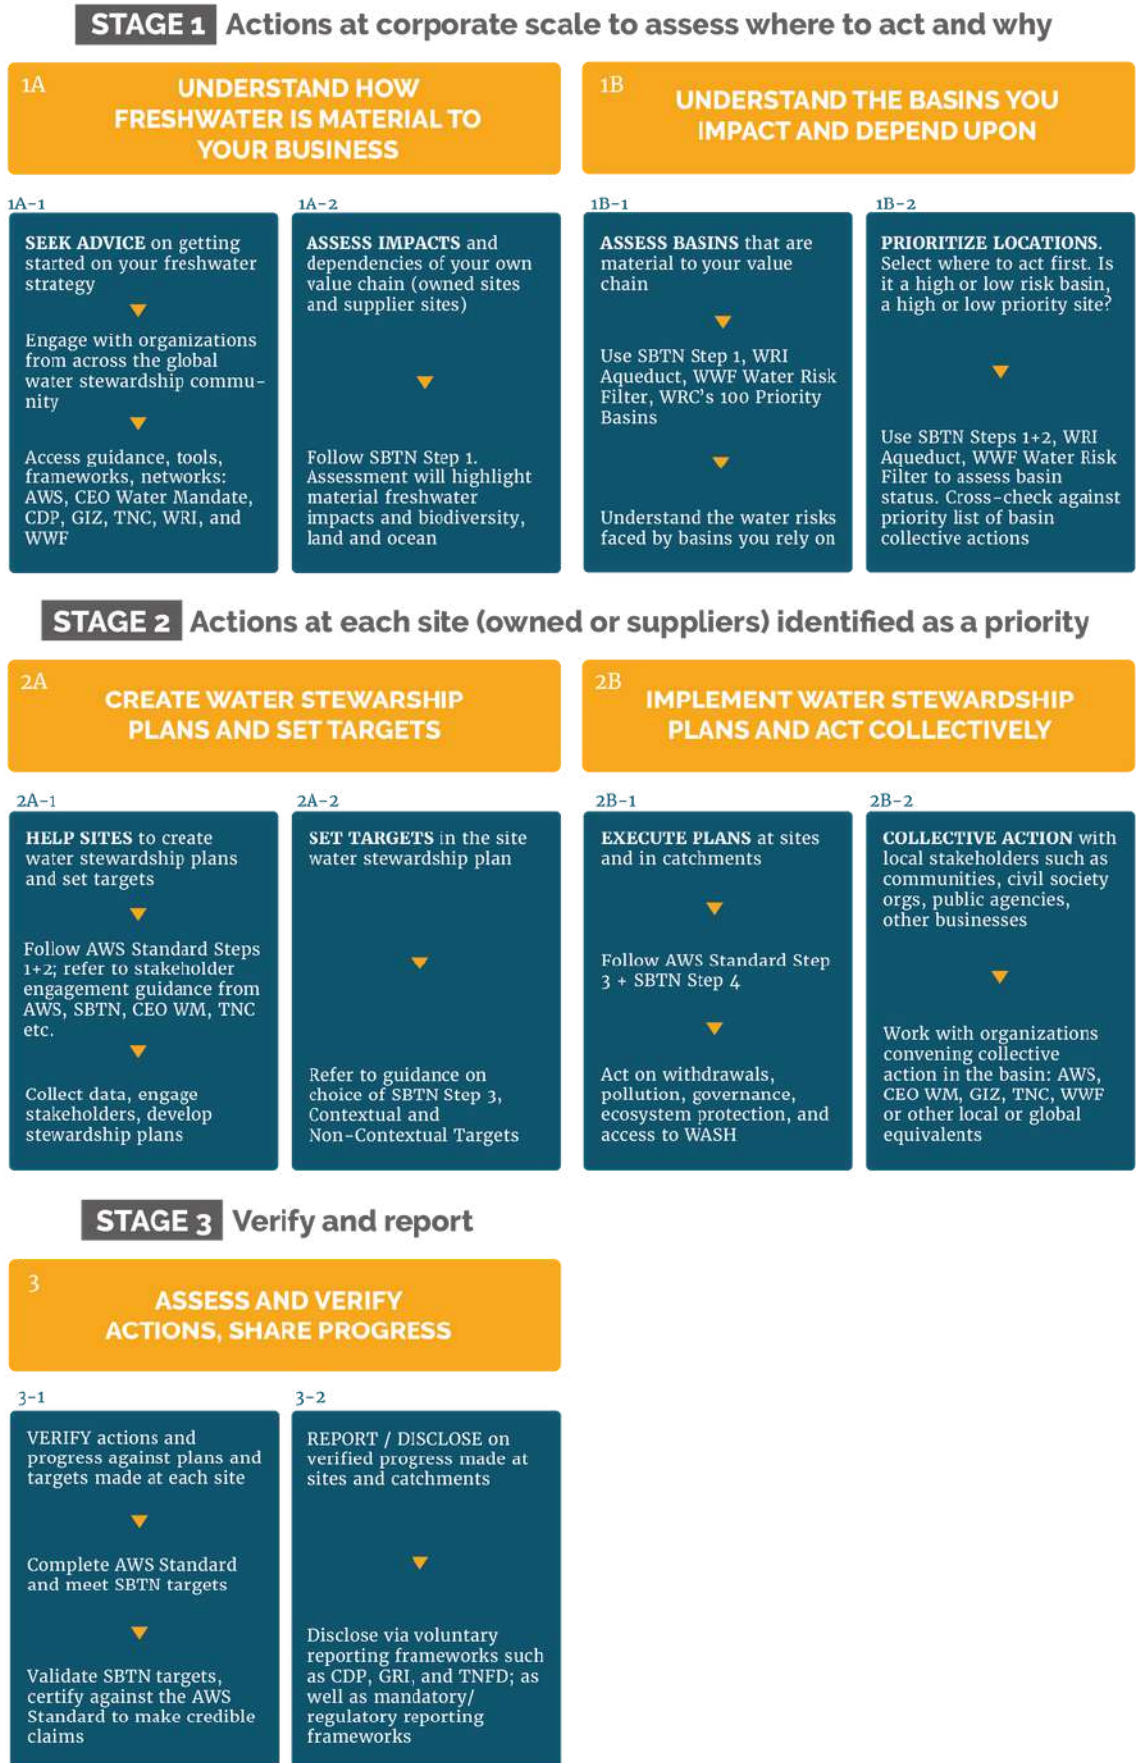 STAGE 1 Actions at corporate scale to assess where to act and why
1A
UNDERSTAND HOW
FRESHWATER IS MATERIAL TO
YOUR BUSINESS
1B
UNDERSTAND THE BASINS YOU
IMPACT AND DEPEND UPON
1A-1
SEEK ADVICE on getting
started on your freshwater
strategy
Engage with organizations
from across the global
water stewardship commu-
nity
Access guidance, tools,
frameworks, networks:
AWS, CEO Water Mandate,
CDP, GIZ, TNC, WRI, and
WWF
1A-2
ASSESS IMPACTS and
dependencies of your own
value chain (owned sites
and supplier sites)
Follow SBTN Step 1.
Assessment will highlight
material freshwater
impacts and biodiversity,
land and ocean
1B-1
ASSESS BASINS that are
material to your value
chain
Use SBTN Step 1, WRI
Aqueduct, WWF Water Risk
Filter, WRC's 100 Priority
Basins
Understand the water risks
faced by basins you rely on
1B-2
PRIORITIZE LOCATIONS.
Select where to act first. Is
it a high or low risk basin,
a high or low priority site?
Use SBTN Steps 1+2, WRI
Aqueduct, WWF Water Risk
Filter to assess basin
status. Cross-check against
priority list of basin
collective actions
STAGE 2 Actions at each site (owned or suppliers) identified as a priority
2A
CREATE WATER STEWARSHIP
PLANS AND SET TARGETS
2B
IMPLEMENT WATER STEWARDSHIP
PLANS AND ACT COLLECTIVELY
2A-1
HELP SITES to create
water stewardship plans
and set targets
Follow AWS Standard Steps
1+2; refer to stakeholder
engagement guidance from
AWS, SBTN, CEO WM, TNC
etc.
Collect data, engage
stakeholders, develop
stewardship plans
2A-2
SET TARGETS in the site
water stewardship plan
Refer to guidance on
choice of SBTN Step 3,
Contextual and
Non-Contextual Targets
2B-1
EXECUTE PLANS at sites
and in catchments
Follow AWS Standard Step
3 + SBTN Step 4
Act on withdrawals,
pollution, governance,
ecosystem protection, and
access to WASH
2B-2
COLLECTIVE ACTION with
local stakeholders such as
communities, civil society
orgs, public agencies,
other businesses
Work with organizations
convening collective
action in the basin: AWS,
CEO WM, GIZ, TNC, WWF
or other local or global
equivalents
STAGE 3 Verify and report
3
ASSESS AND VERIFY
ACTIONS, SHARE PROGRESS
3-1
VERIFY actions and
progress against plans and
targets made at each site
Complete AWS Standard
and meet SBTN targets
Validate SBTN targets,
certify against the AWS
Standard to make credible
claims
3-2
REPORT / DISCLOSE on
verified progress made at
sites and catchments
Disclose via voluntary
reporting frameworks such
as CDP, GRI, and TNFD; as
well as mandatory/
regulatory reporting
frameworks